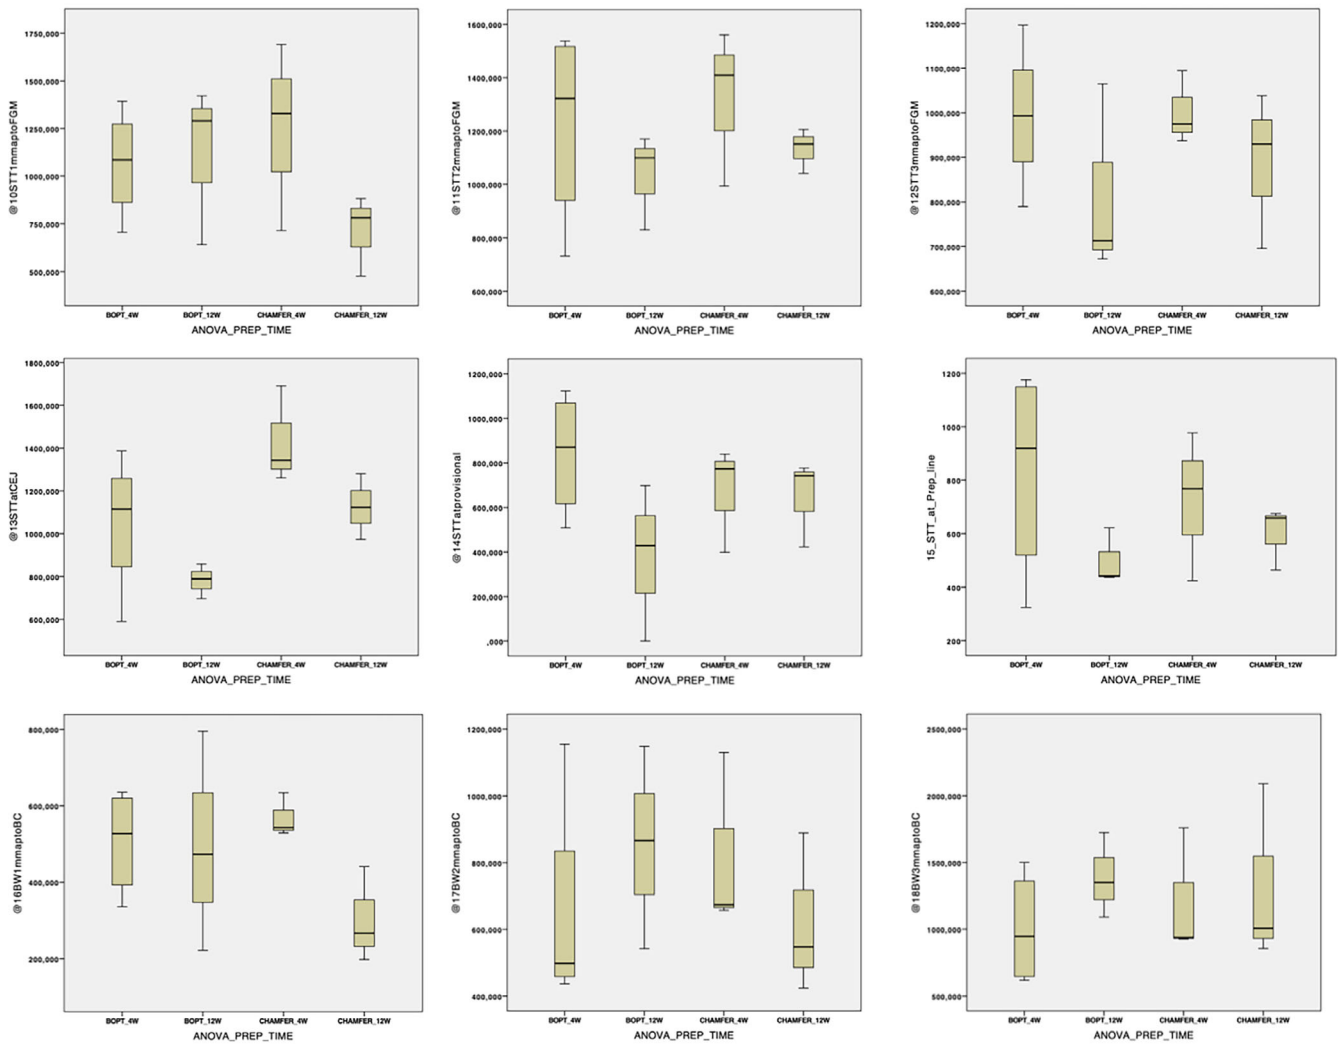 @10STT1mmaptoFGM
1750,000
1500,000
1250,000
1000,000
750,000
500,000
BOPT_4W BOPT_12W CHAMFER_4W CHAMFER_12W
ANOVA_PREP_TIME
@11STT2mmaptoFGM
1600,000
1400,000
1200,000
1000,000
800,000
600,000
BOPT_4W BOPT_12W CHAMFER_4W CHAMFER_12W
ANOVA_PREP_TIME
@12STT3mmaptoFGM
1200,000
1100,000
1000,000
900,000
800,000
700,000
600,000
BOPT_4W BOPT_12W CHAMFER_4W CHAMFER_12W
ANOVA_PREP_TIME
@13STTatCEJ
1800,000
1600,000
1400,000
1200,000
1000,000
800,000
600,000
BOPT_4W BOPT_12W CHAMFER_4W CHAMFER_12W
ANOVA_PREP_TIME
@14STTatprovisional
1200,000
1000,000
800,000
600,000
400,000
200,000
,000
BOPT_4W BOPT_12W CHAMFER_4W CHAMFER_12W
ANOVA_PREP_TIME
15_STT_at_Prep_line
1200
1000
800
600
400
200
BOPT_4W BOPT_12W CHAMFER_4W CHAMFER_12W
ANOVA_PREP_TIME
@16BW1mmaptoBC
800,000
600,000
400,000
200,000
BOPT_4W BOPT_12W CHAMFER_4W CHAMFER_12W
ANOVA_PREP_TIME
@17BW2mmaptoBC
1200,000
1000,000
800,000
600,000
400,000
BOPT_4W BOPT_12W CHAMFER_4W CHAMFER_12W
ANOVA_PREP_TIME
@18BW3mmaptoBC
2500,000
2000,000
1500,000
1000,000
500,000
BOPT_4W BOPT_12W CHAMFER_4W CHAMFER_12W
ANOVA_PREP_TIME